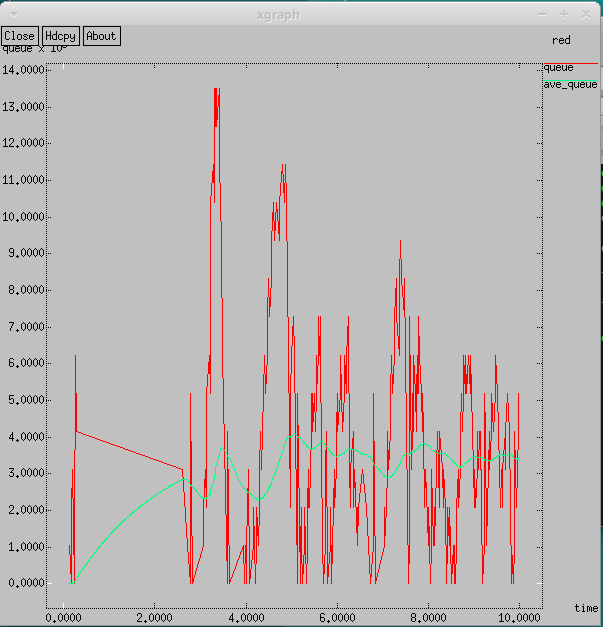 xgraph
Close Hdcpy About
red
queue x 10³
queue
ave_queue
14.0000
13.0000
12.0000
11.0000
10.0000
9.0000
8.0000
7.0000
6.0000
5.0000
4.0000
3.0000
2.0000
1.0000
0.0000
time
0.0000 2.0000 4.0000 6.0000 8.0000 10.0000